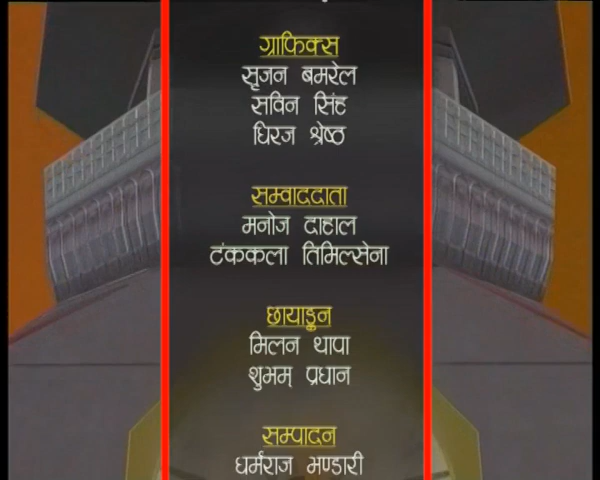 ग्राफिक्स
सृजन बमरेल
सविन सिंह
धिरज श्रेष्ठ
सम्वाददाता
मनोज दाहाल
टंककला तिमिल्सेना
छायाङ्कन
मिलन थापा
शुभम् प्रधान
सम्पादन
धर्मराज भण्डारी